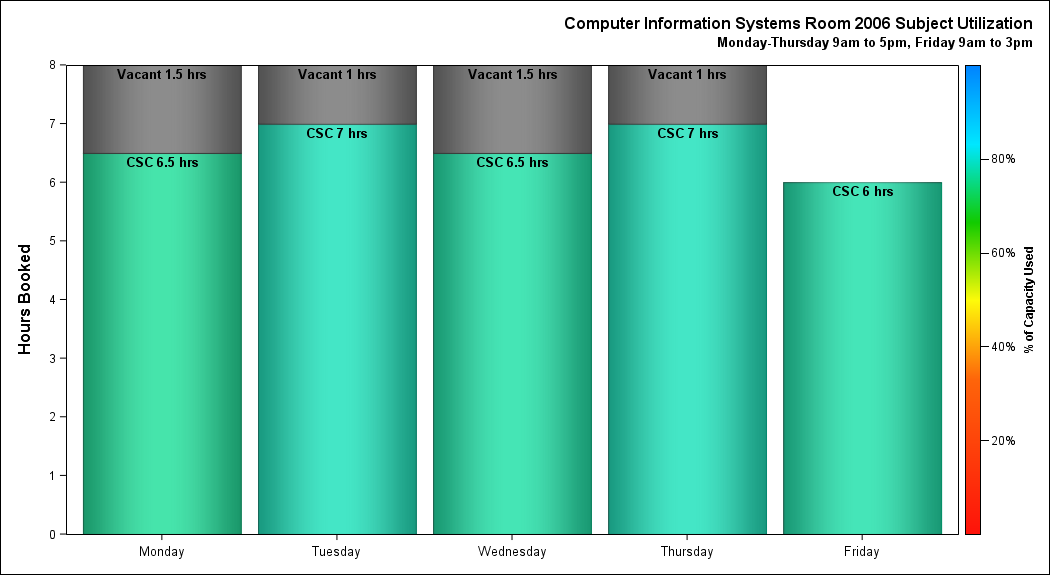 Computer Information Systems Room 2006 Subject Utilization
Monday-Thursday 9am to 5pm, Friday 9am to 3pm
Hours Booked
8
7
6
5
4
3
2
1
0
Vacant 1.5 hrs
CSC 6.5 hrs
Vacant 1 hrs
CSC 7 hrs
Vacant 1.5 hrs
CSC 6.5 hrs
Vacant 1 hrs
CSC 7 hrs
CSC 6 hrs
Monday
Tuesday
Wednesday
Thursday
Friday
80%
60%
40%
20%
% of Capacity Used